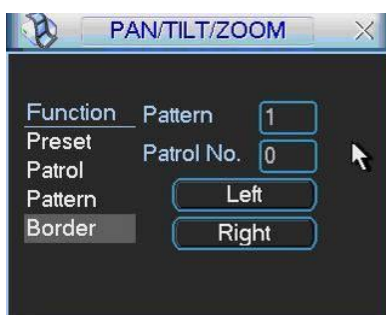 PAN/TILT/ZOOM
Function
Preset
Patrol
Pattern
Border
Pattern 1
Patrol No. 0
Left
Right